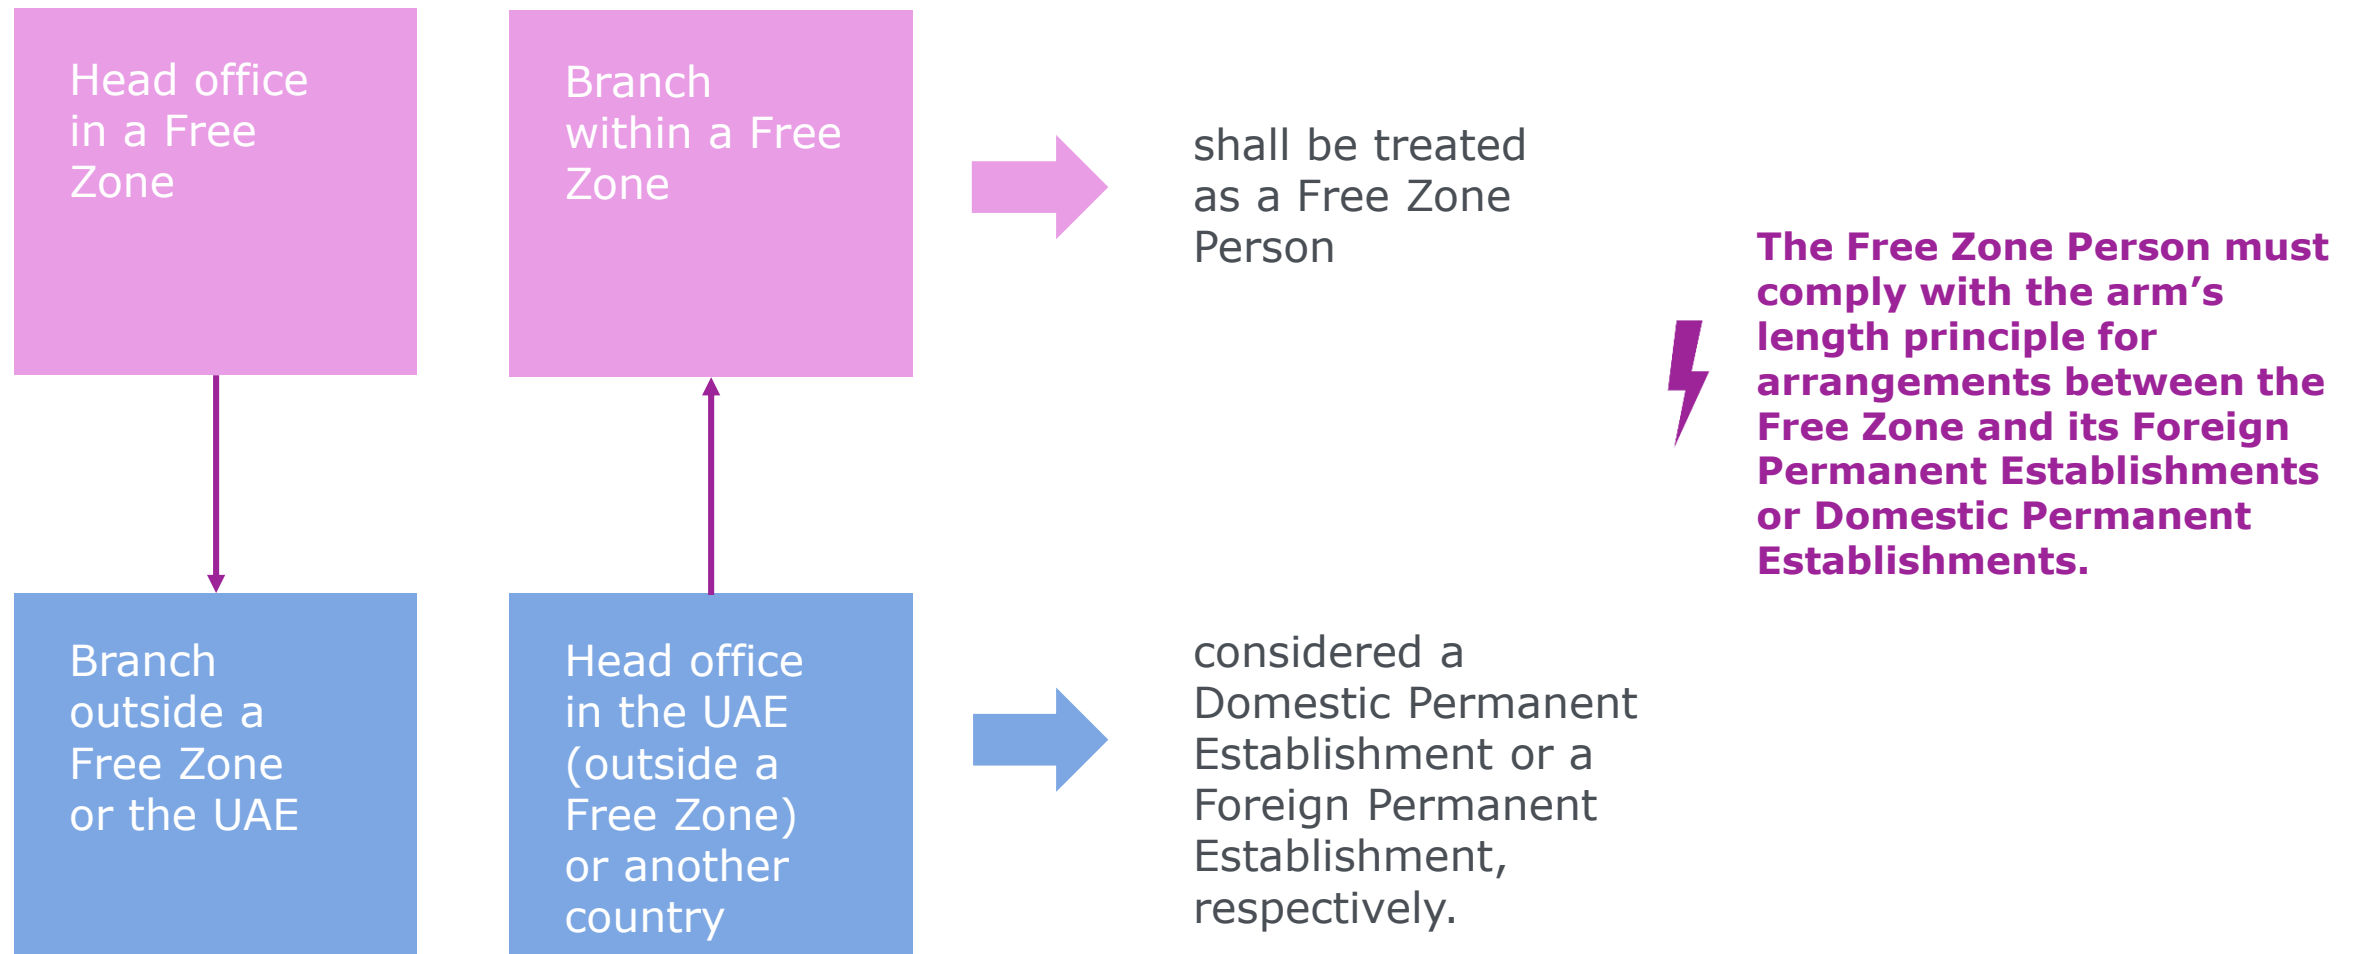 Head office
in a Free
Zone
Branch
within a Free
Zone
shall be treated
as a Free Zone
Person
The Free Zone Person must
comply with the arm’s
length principle for
arrangements between the
Free Zone and its Foreign
Permanent Establishments
or Domestic Permanent
Establishments.
Branch
outside a
Free Zone
or the UAE
Head office
in the UAE
(outside a
Free Zone)
or another
country
considered a
Domestic Permanent
Establishment or a
Foreign Permanent
Establishment,
respectively.